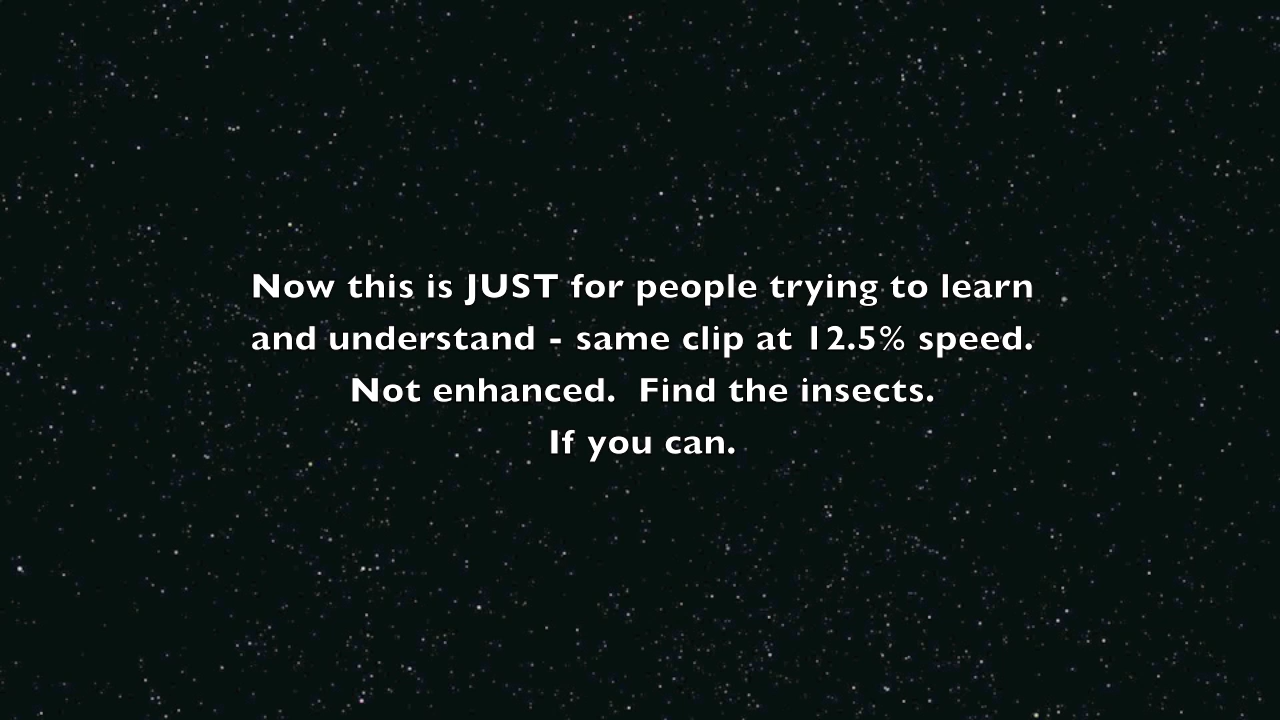 Now this is JUST for people trying to learn
and understand - same clip at 12.5% speed.
Not enhanced.  Find the insects.
If you can.